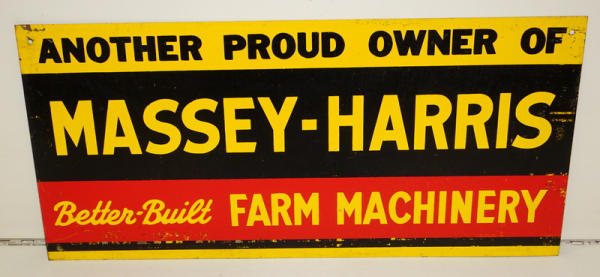 ANOTHER PROUD OWNER OF
MASSEY-HARRIS
Better-Built FARM MACHINERY